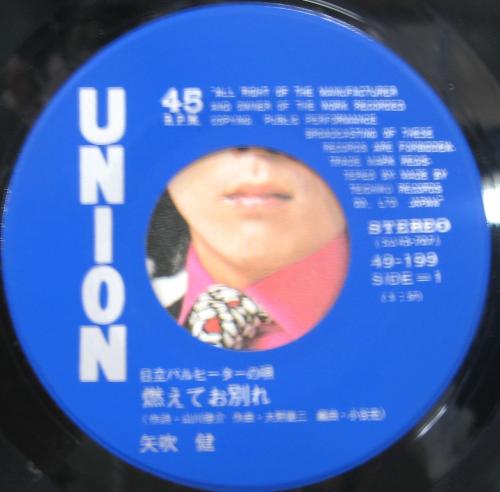 UNION
45
R.P.M.
"ALL RIGHT OF THE MANUFACTURER
AND OWNER OF THE WORK RECORDED
COPYING, PUBLIC PERFORMANCE
BROADCASTING OF THESE
RECORDS ARE FORBIDDEN.
TRADE MARK REGIS-
TERED BY MADE BY
TEICHIKU RECORDS
CO., LTD. JAPAN"
STEREO
49-199
SIDE=1
日立パルヒーターの唄
燃えてお別れ
矢吹 健